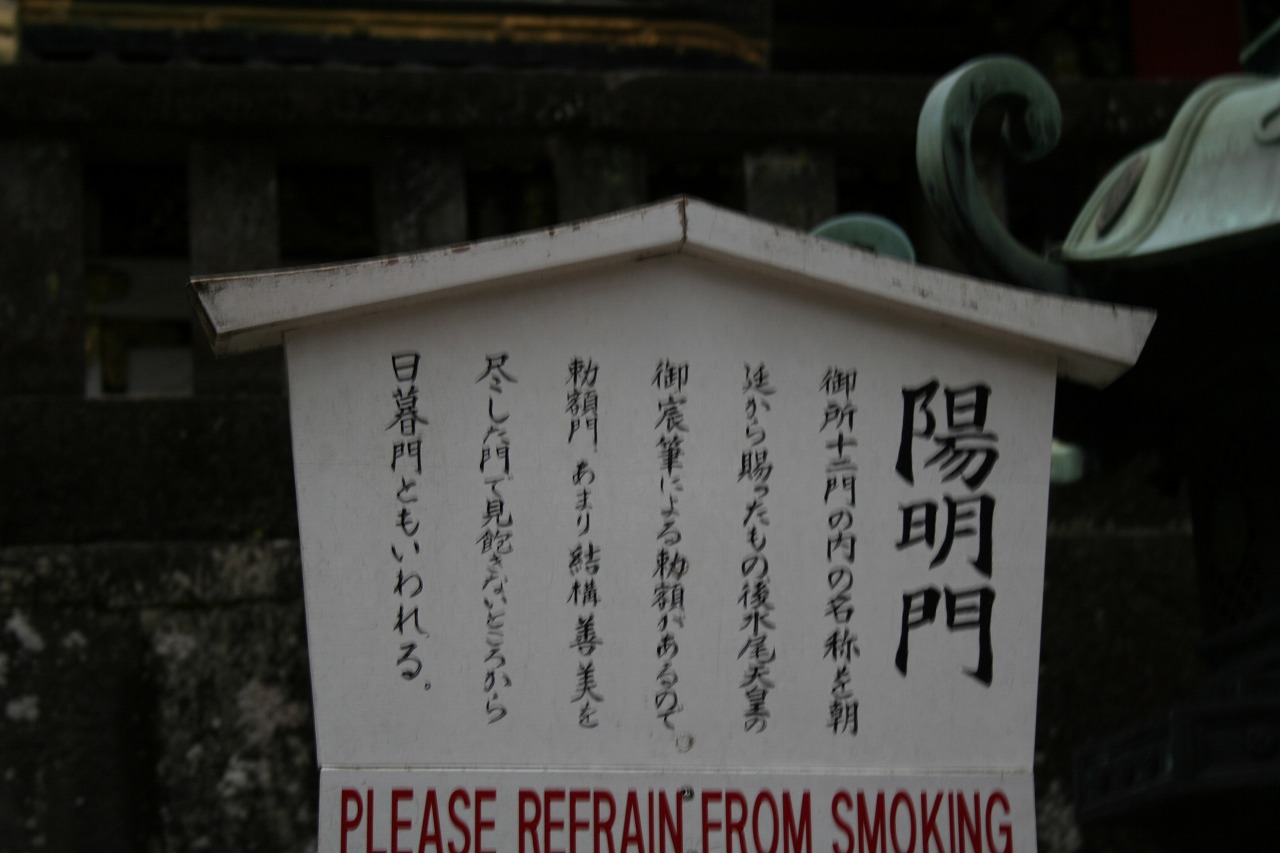 陽明門
御所十二門の内の名称を朝
廷から賜ったもの後水尾天皇の
御宸筆による勅額があるので、
勅額門、あまり結構善美を
尽くした門で見飽きないところから
日暮門ともいわれる。
PLEASE REFRAIN FROM SMOKING